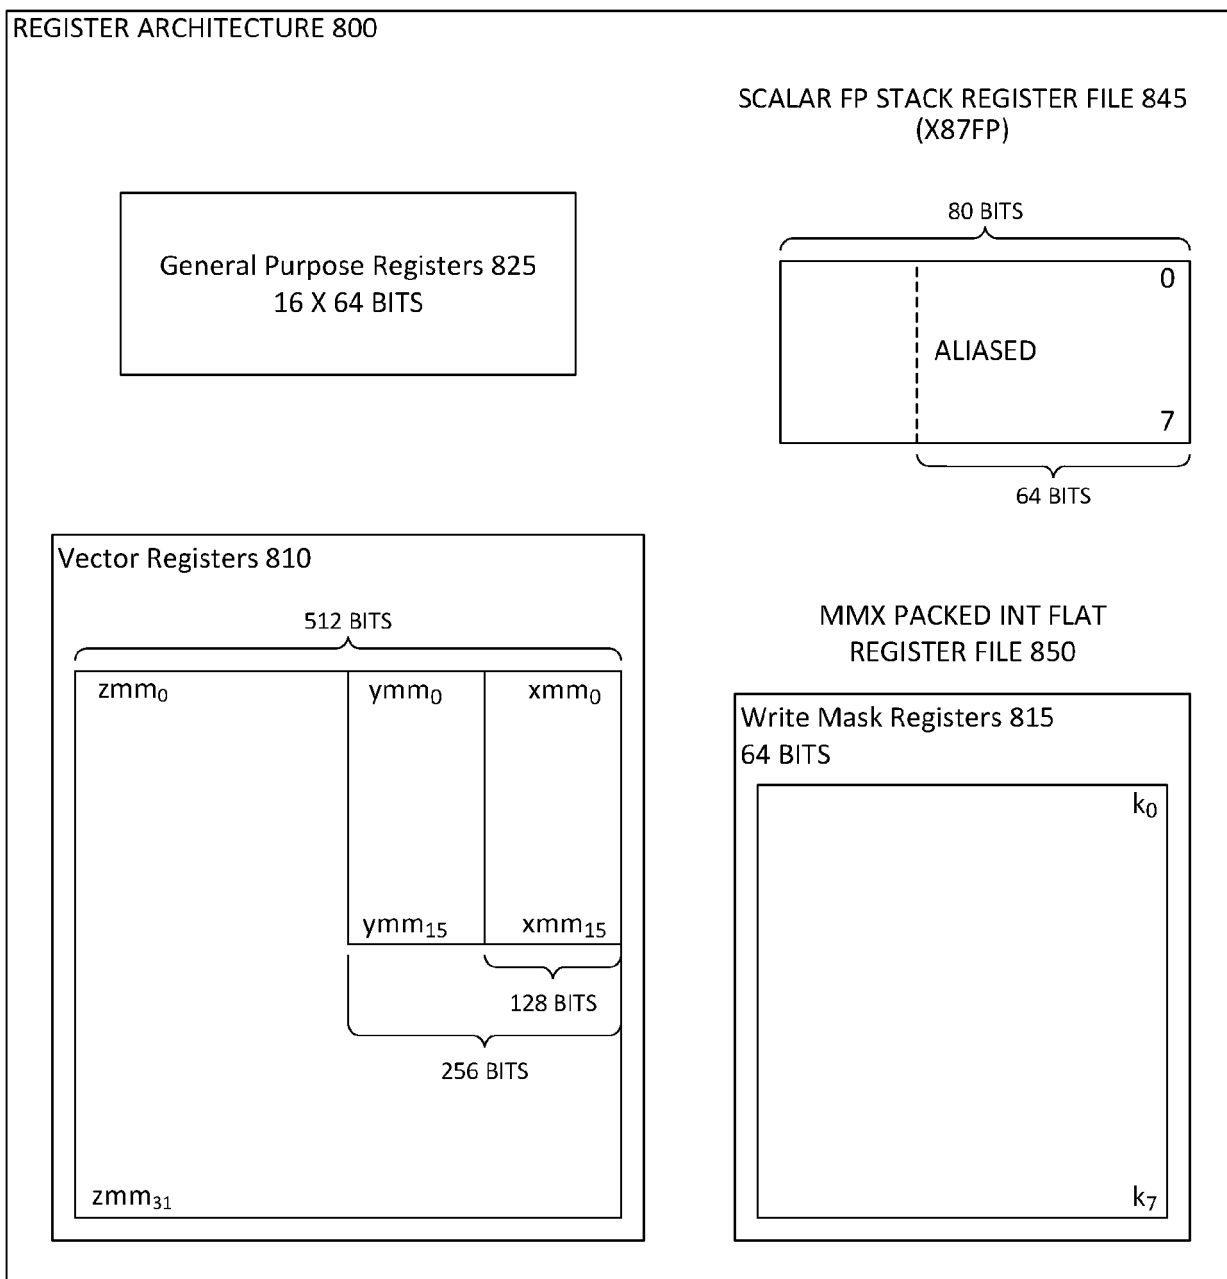 REGISTER ARCHITECTURE 800
SCALAR FP STACK REGISTER FILE 845
(X87FP)
General Purpose Registers 825
16 X 64 BITS
80 BITS
0
ALIASED
7
64 BITS
Vector Registers 810
512 BITS
zmm₀ ymm₀ xmm₀
ymm₁₅ xmm₁₅
128 BITS
256 BITS
zmm₃₁
MMX PACKED INT FLAT
REGISTER FILE 850
Write Mask Registers 815
64 BITS
k₀
k₇